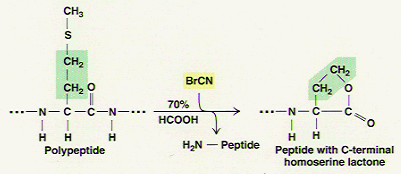 CH₃
S
CH₂
CH₂ O
N C C N
H H H
Polypeptide
BrCN
70%
HCOOH
H₂N — Peptide
CH₂
CH₂ O
N C C
H H O
Peptide with C-terminal
homoserine lactone